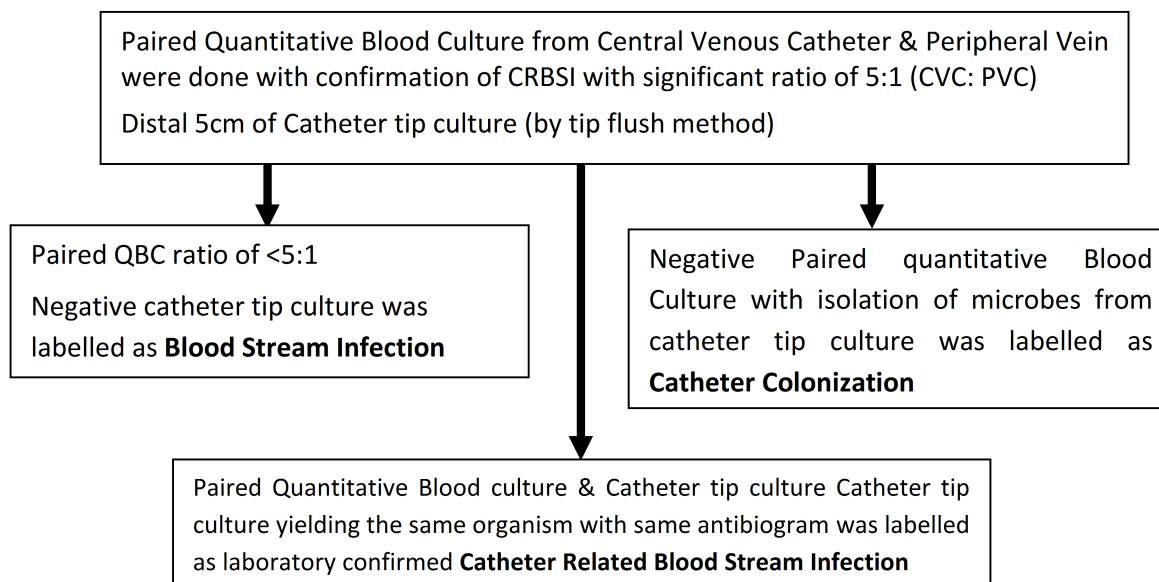 Paired Quantitative Blood Culture from Central Venous Catheter & Peripheral Vein
were done with confirmation of CRBSI with significant ratio of 5:1 (CVC: PVC)
Distal 5cm of Catheter tip culture (by tip flush method)
Paired QBC ratio of <5:1
Negative catheter tip culture was
labelled as Blood Stream Infection
Negative Paired quantitative Blood
Culture with isolation of microbes from
catheter tip culture was labelled as
Catheter Colonization
Paired Quantitative Blood culture & Catheter tip culture Catheter tip
culture yielding the same organism with same antibiogram was labelled
as laboratory confirmed Catheter Related Blood Stream Infection